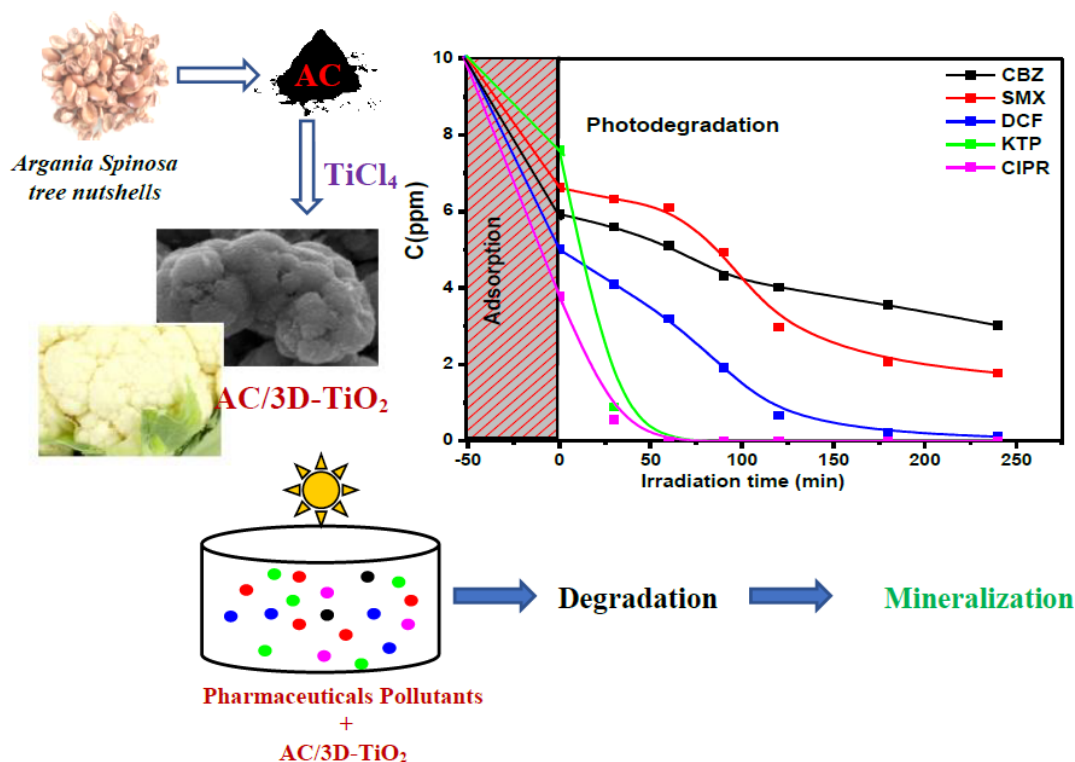 AC
Argania Spinosa
tree nutshells
TiCl4
AC/3D-TiO2
10
8
6
4
2
0
C(ppm)
Adsorption
Photodegradation
CBZ
SMX
DCF
KTP
CIPR
-50
0
50
100
150
200
250
Irradiation time (min)
Degradation
Mineralization
Pharmaceuticals Pollutants
+
AC/3D-TiO2